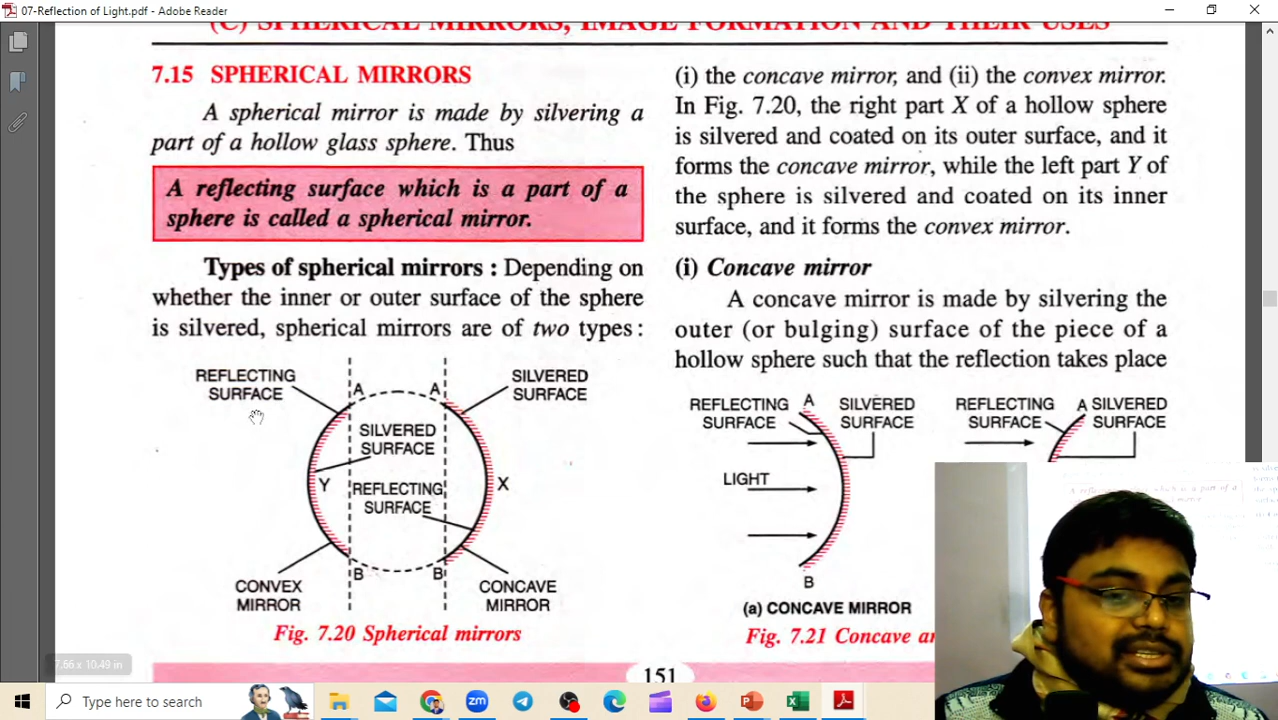 07-Reflection of Light.pdf - Adobe Reader
(C) SPHERICAL MIRRORS, IMAGE FORMATION AND THEIR USES
7.15 SPHERICAL MIRRORS
A spherical mirror is made by silvering a
part of a hollow glass sphere. Thus
A reflecting surface which is a part of a
sphere is called a spherical mirror.
Types of spherical mirrors : Depending on
whether the inner or outer surface of the sphere
is silvered, spherical mirrors are of two types :
REFLECTING
SURFACE
A
A
SILVERED
SURFACE
SILVERED
SURFACE
Y
REFLECTING
SURFACE
X
B
B
CONVEX
MIRROR
CONCAVE
MIRROR
Fig. 7.20 Spherical mirrors
(i) the concave mirror, and (ii) the convex mirror.
In Fig. 7.20, the right part X of a hollow sphere
is silvered and coated on its outer surface, and it
forms the concave mirror, while the left part Y of
the sphere is silvered and coated on its inner
surface, and it forms the convex mirror.
(i) Concave mirror
A concave mirror is made by silvering the
outer (or bulging) surface of the piece of a
hollow sphere such that the reflection takes place
REFLECTING
SURFACE
A
SILVERED
SURFACE
LIGHT
B
(a) CONCAVE MIRROR
REFLECTING
SURFACE
A
SILVERED
SURFACE
Fig. 7.21 Concave
151
7.66 x 10.49 in
Type here to search
zm